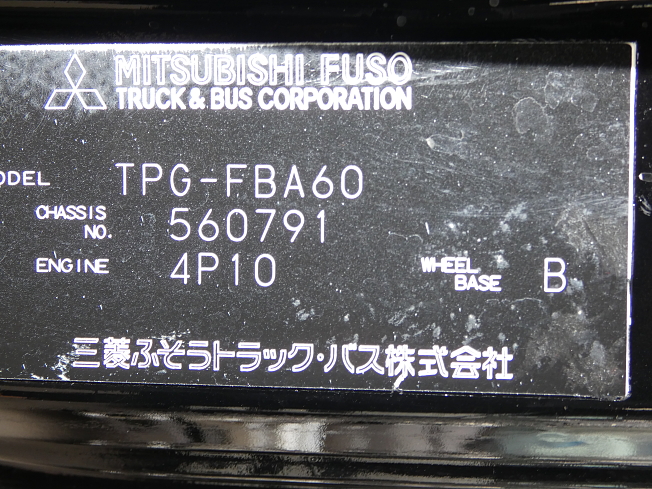 MITSUBISHI FUSO
TRUCK & BUS CORPORATION
ODEL TPG-FBA60
CHASSIS NO. 560791
ENGINE 4P10 WHEEL BASE B
三菱ふそうトラック・バス株式会社